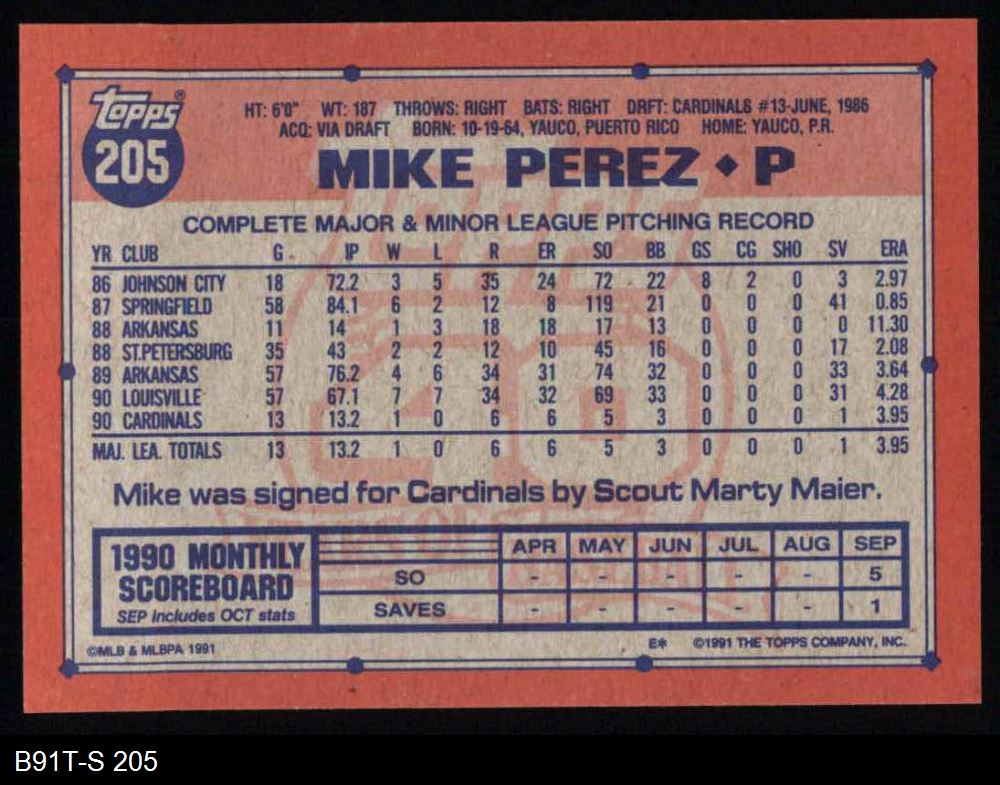 topps®
205
HT: 6'0" WT: 187 THROWS: RIGHT BATS: RIGHT DRFT: CARDINALS #13-JUNE, 1986
ACQ: VIA DRAFT BORN: 10-19-64, YAUCO, PUERTO RICO HOME: YAUCO, P.R.
MIKE PEREZ ♦ P
COMPLETE MAJOR & MINOR LEAGUE PITCHING RECORD
YR CLUB G IP W L R ER SO BB GS CG SHO SV ERA
86 JOHNSON CITY 18 72.2 3 5 35 24 72 22 8 2 0 3 2.97
87 SPRINGFIELD 58 84.1 6 2 12 8 119 21 0 0 0 41 0.85
88 ARKANSAS 11 14 1 3 18 18 17 13 0 0 0 0 11.30
88 ST.PETERSBURG 35 43 2 2 12 10 45 16 0 0 0 17 2.08
89 ARKANSAS 57 76.2 4 6 34 31 74 32 0 0 0 33 3.64
90 LOUISVILLE 57 67.1 7 7 34 32 69 33 0 0 0 31 4.28
90 CARDINALS 13 13.2 1 0 6 6 5 3 0 0 0 1 3.95
MAJ. LEA. TOTALS 13 13.2 1 0 6 6 5 3 0 0 0 1 3.95
Mike was signed for Cardinals by Scout Marty Maier.
1990 MONTHLY SCOREBOARD
SEP includes OCT stats
APR MAY JUN JUL AUG SEP
SO - - - - - 5
SAVES - - - - - 1
©MLB & MLBPA 1991 E* ©1991 THE TOPPS COMPANY, INC.
B91T-S 205